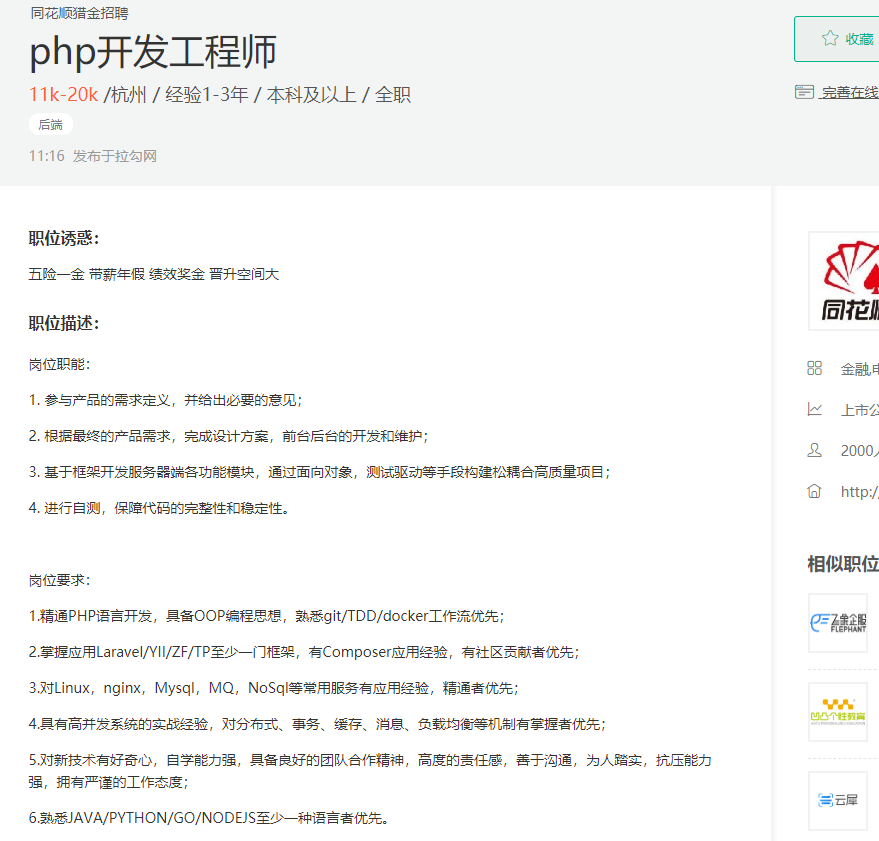 同花顺猎金招聘
php开发工程师
收藏
11k-20k /杭州 / 经验1-3年 / 本科及以上 / 全职
完善在线
后端
11:16 发布于拉勾网
职位诱惑：
五险一金 带薪年假 绩效奖金 晋升空间大
职位描述：
岗位职能：
1. 参与产品的需求定义，并给出必要的意见；
2. 根据最终的产品需求，完成设计方案，前台后台的开发和维护；
3. 基于框架开发服务器端各功能模块，通过面向对象，测试驱动等手段构建松耦合高质量项目；
4. 进行自测，保障代码的完整性和稳定性。
岗位要求：
1.精通PHP语言开发，具备OOP编程思想，熟悉git/TDD/docker工作流优先；
2.掌握应用Laravel/YII/ZF/TP至少一门框架，有Composer应用经验，有社区贡献者优先；
3.对Linux，nginx，Mysql，MQ，NoSql等常用服务有应用经验，精通者优先；
4.具有高并发系统的实战经验，对分布式、事务、缓存、消息、负载均衡等机制有掌握者优先；
5.对新技术有好奇心，自学能力强，具备良好的团队合作精神，高度的责任感，善于沟通，为人踏实，抗压能力
强，拥有严谨的工作态度；
6.熟悉JAVA/PYTHON/GO/NODEJS至少一种语言者优先。
同花顺
金融,电
上市公
2000人
http:/
相似职位
企服
凹凸个性教育
云犀